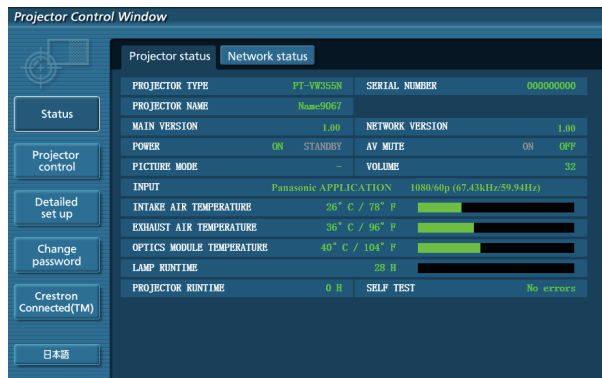 Projector Control Window
Projector status Network status
PROJECTOR TYPE PT-VW355N SERIAL NUMBER 000000000
PROJECTOR NAME Name9067
MAIN VERSION 1.00 NETWORK VERSION 1.00
POWER ON STANDBY AV MUTE ON OFF
PICTURE MODE – VOLUME 32
INPUT Panasonic APPLICATION 1080/60p (67.43kHz/59.94Hz)
INTAKE AIR TEMPERATURE 26° C / 78° F
EXHAUST AIR TEMPERATURE 36° C / 96° F
OPTICS MODULE TEMPERATURE 40° C / 104° F
LAMP RUNTIME 28 H
PROJECTOR RUNTIME 0 H SELF TEST No errors
Status
Projector
control
Detailed
set up
Change
password
Crestron
Connected(TM)
日本語